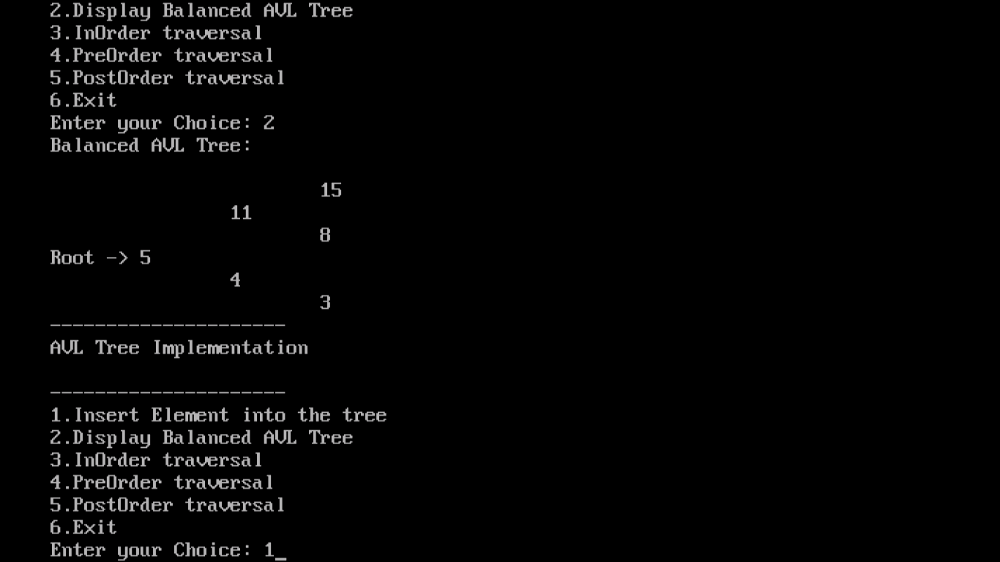 2.Display Balanced AVL Tree
3.InOrder traversal
4.PreOrder traversal
5.PostOrder traversal
6.Exit
Enter your Choice: 2
Balanced AVL Tree:
15
11
8
Root -> 5
4
3
---------------------
AVL Tree Implementation
---------------------
1.Insert Element into the tree
2.Display Balanced AVL Tree
3.InOrder traversal
4.PreOrder traversal
5.PostOrder traversal
6.Exit
Enter your Choice: 1_